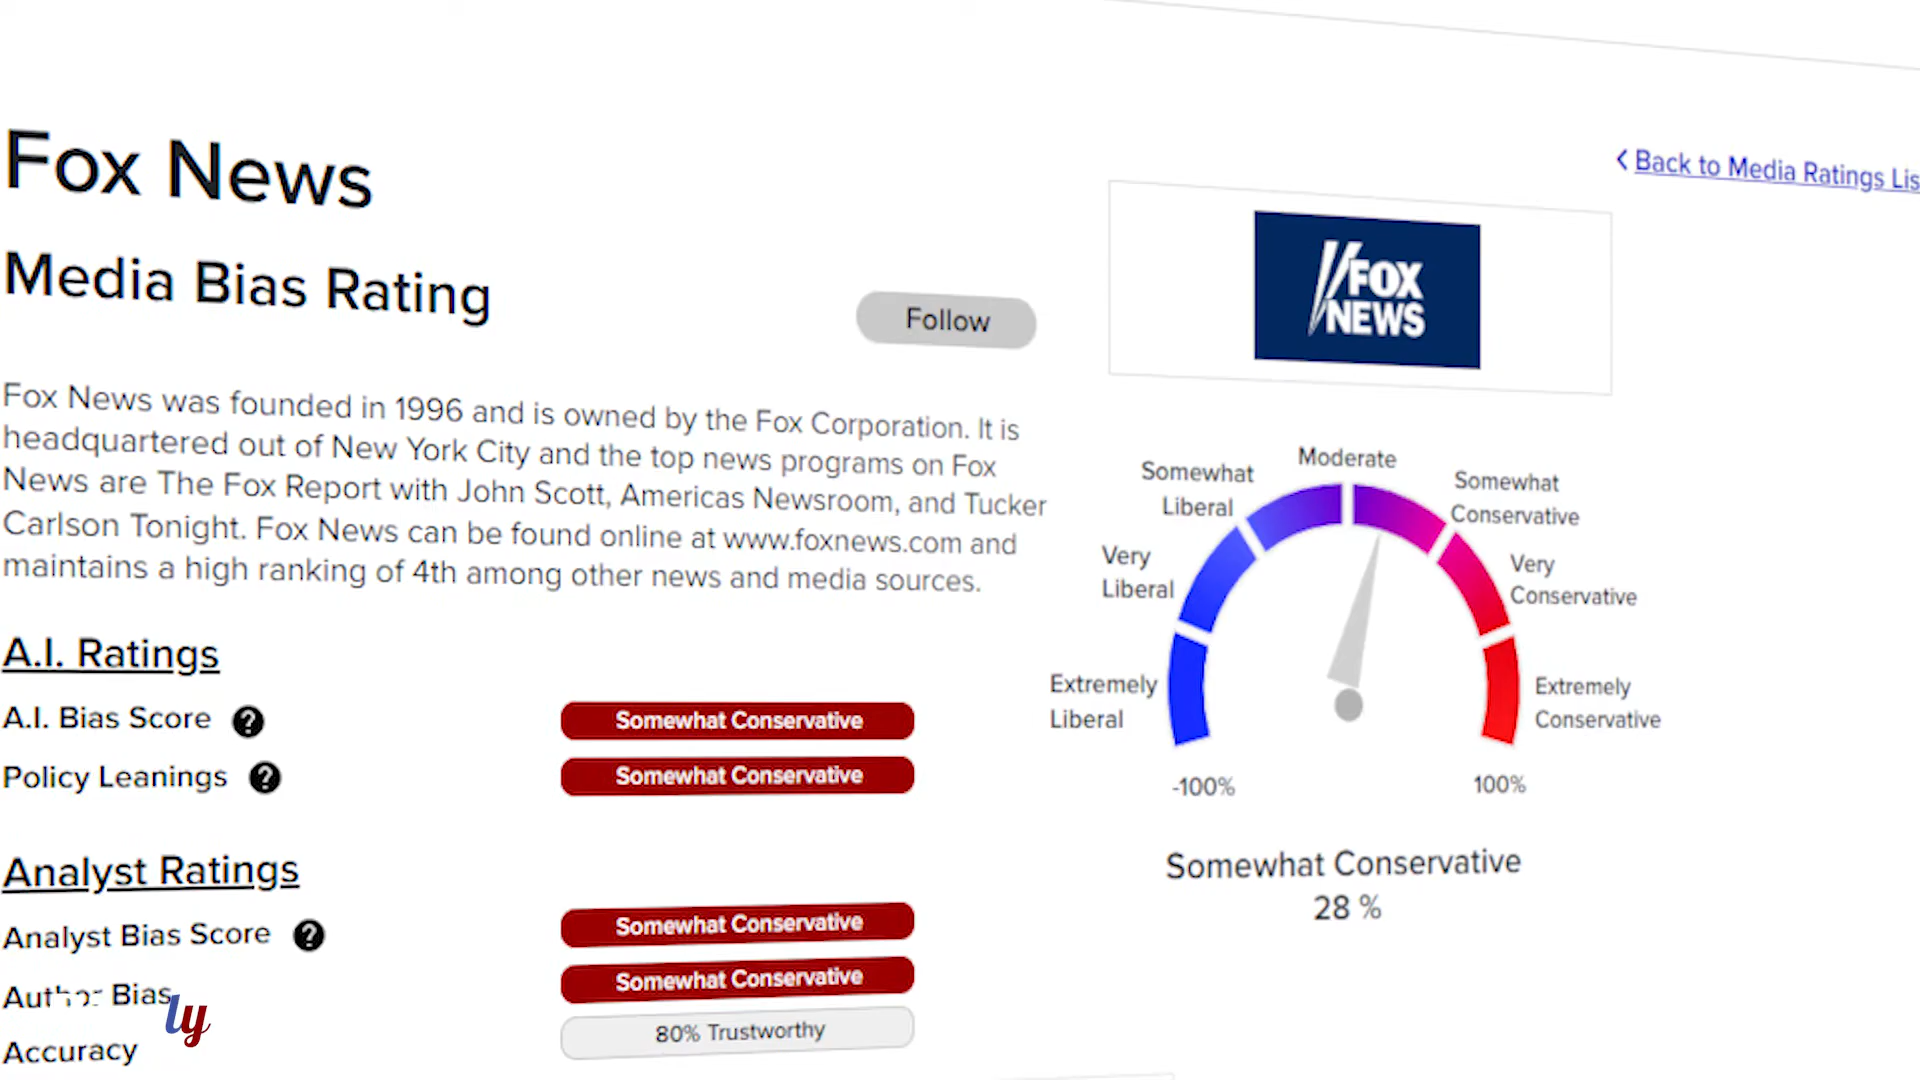 Fox News
Media Bias Rating
Follow
< Back to Media Ratings Lis
FOX
NEWS
Fox News was founded in 1996 and is owned by the Fox Corporation. It is
headquartered out of New York City and the top news programs on Fox
News are The Fox Report with John Scott, Americas Newsroom, and Tucker
Carlson Tonight. Fox News can be found online at www.foxnews.com and
maintains a high ranking of 4th among other news and media sources.
A.I. Ratings
A.I. Bias Score ? Somewhat Conservative
Policy Leanings ? Somewhat Conservative
Analyst Ratings
Analyst Bias Score ? Somewhat Conservative
Bias Somewhat Conservative
ly
Accuracy 80% Trustworthy
Moderate
Somewhat
Liberal
Somewhat
Conservative
Very
Liberal
Very
Conservative
Extremely
Liberal
Extremely
Conservative
-100%
100%
Somewhat Conservative
28 %